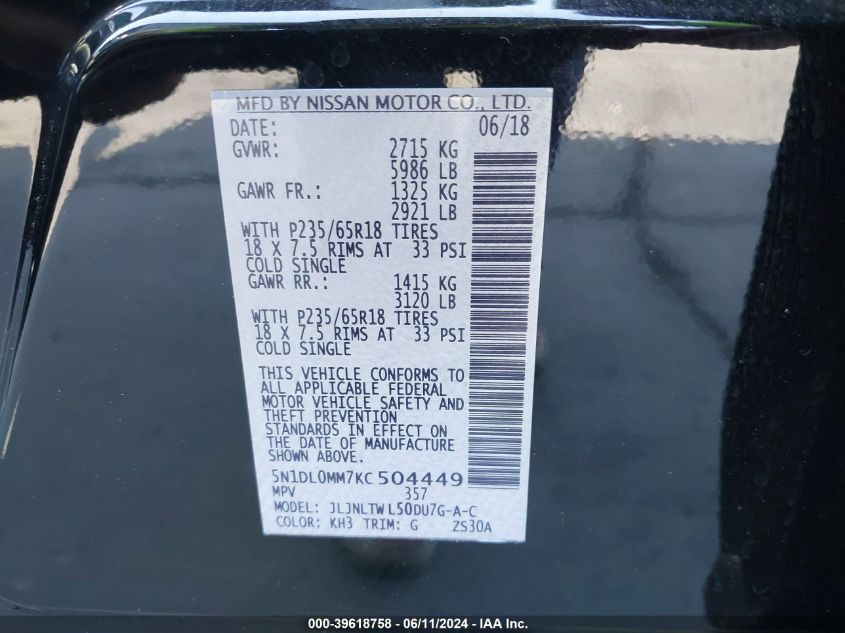 MFD BY NISSAN MOTOR CO., LTD.
DATE: 06/18
GVWR: 2715 KG
5986 LB
GAWR FR.: 1325 KG
2921 LB
WITH P235/65R18 TIRES
18 X 7.5 RIMS AT 33 PSI
COLD SINGLE
GAWR RR.: 1415 KG
3120 LB
WITH P235/65R18 TIRES
18 X 7.5 RIMS AT 33 PSI
COLD SINGLE
THIS VEHICLE CONFORMS TO
ALL APPLICABLE FEDERAL
MOTOR VEHICLE SAFETY AND
THEFT PREVENTION
STANDARDS IN EFFECT ON
THE DATE OF MANUFACTURE
SHOWN ABOVE.
5N1DL0MM7KC504449
MPV 357
MODEL: JLJNLTW L50DU7G-A-C
COLOR: KH3 TRIM: G ZS30A
000-39618758 - 06/11/2024 - IAA Inc.